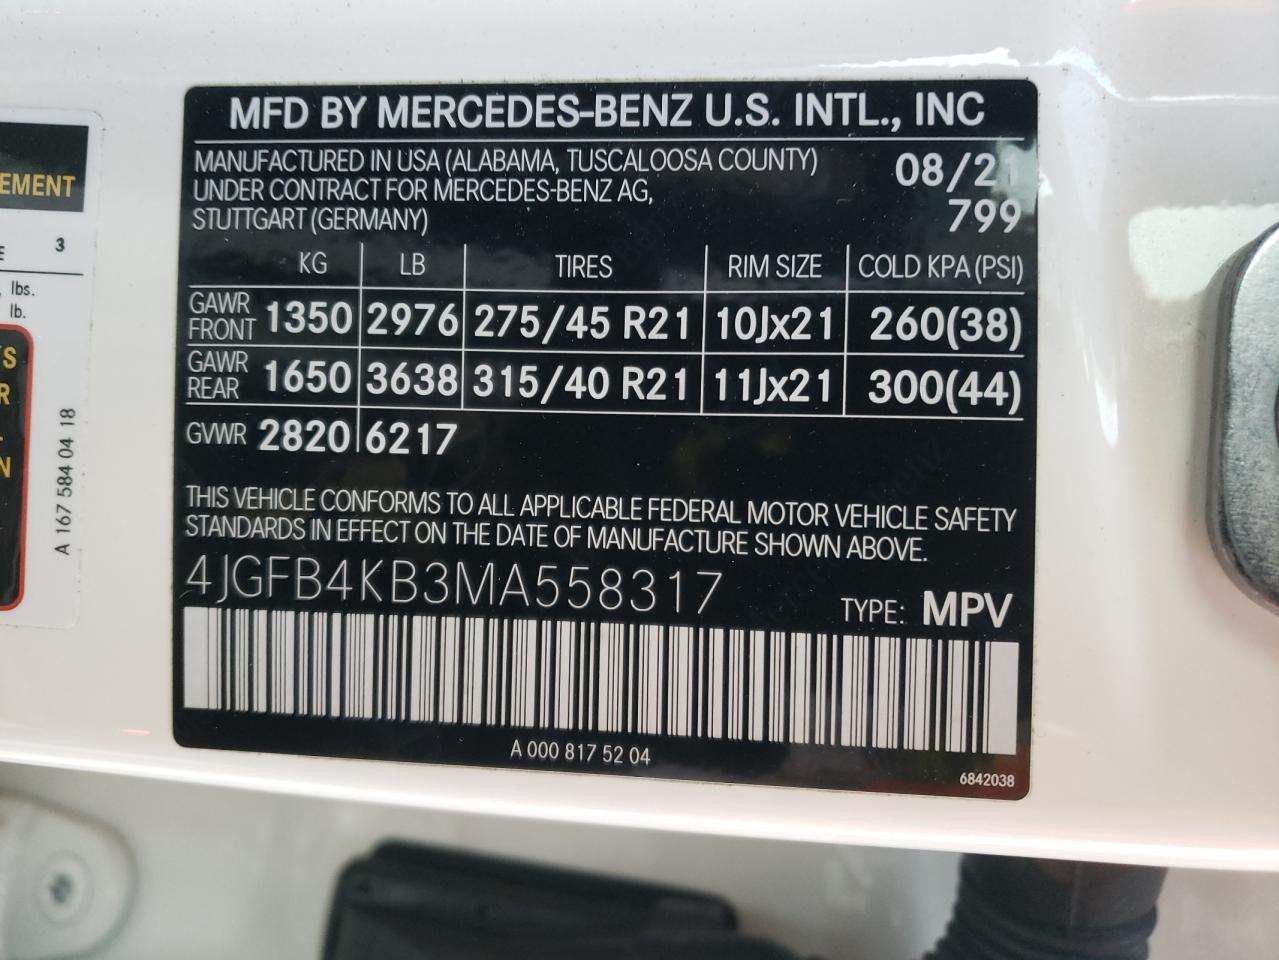 MFD BY MERCEDES-BENZ U.S. INTL., INC
MANUFACTURED IN USA (ALABAMA, TUSCALOOSA COUNTY) 08/21
UNDER CONTRACT FOR MERCEDES-BENZ AG,
STUTTGART (GERMANY) 799
KG LB TIRES RIM SIZE COLD KPA (PSI)
GAWR FRONT 1350 2976 275/45 R21 10Jx21 260(38)
GAWR REAR 1650 3638 315/40 R21 11Jx21 300(44)
GVWR 2820 6217
THIS VEHICLE CONFORMS TO ALL APPLICABLE FEDERAL MOTOR VEHICLE SAFETY
STANDARDS IN EFFECT ON THE DATE OF MANUFACTURE SHOWN ABOVE.
4JGFB4KB3MA558317 TYPE: MPV
A 000 817 52 04
6842038
EMENT
E 3
, lbs.
lb.
S
R
N
A 167 584 04 18